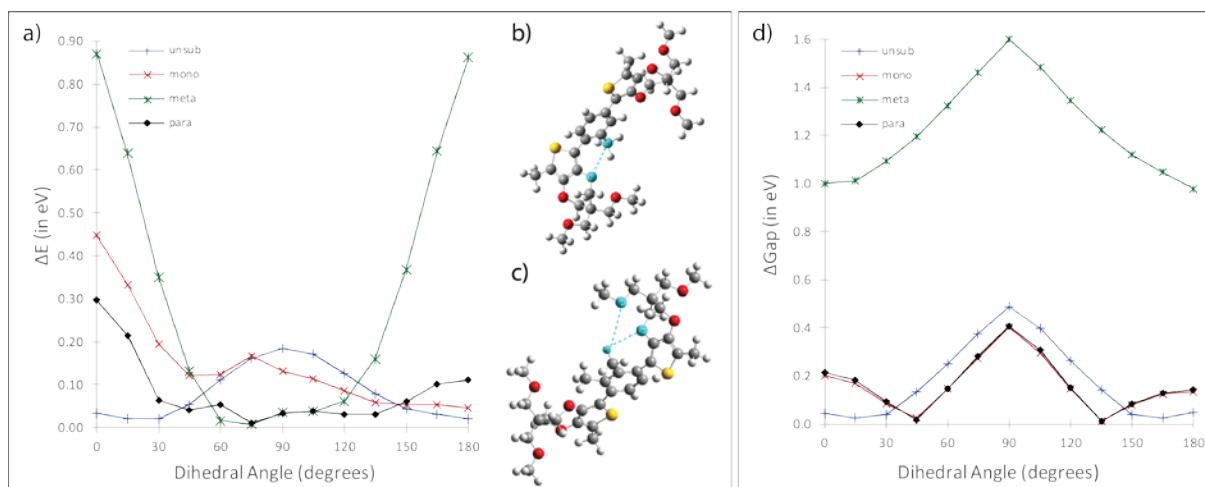 a)
0.90
0.80
0.70
0.60
0.50
0.40
0.30
0.20
0.10
0.00
ΔE (in eV)
unsub
mono
meta
para
0 30 60 90 120 150 180
Dihedral Angle (degrees)
b)
c)
d)
1.6
1.4
1.2
1.0
0.8
0.6
0.4
0.2
0.0
ΔGap (in eV)
unsub
mono
meta
para
0 30 60 90 120 150 180
Dihedral Angle (degrees)